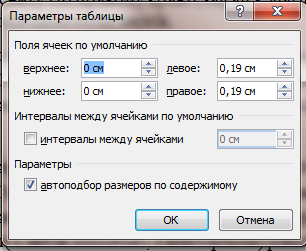 Параметры таблицы
Поля ячеек по умолчанию
верхнее: 0 см левое: 0,19 см
нижнее: 0 см правое: 0,19 см
Интервалы между ячейками по умолчанию
интервалы между ячейками 0 см
Параметры
автоподбор размеров по содержимому
ОК Отмена